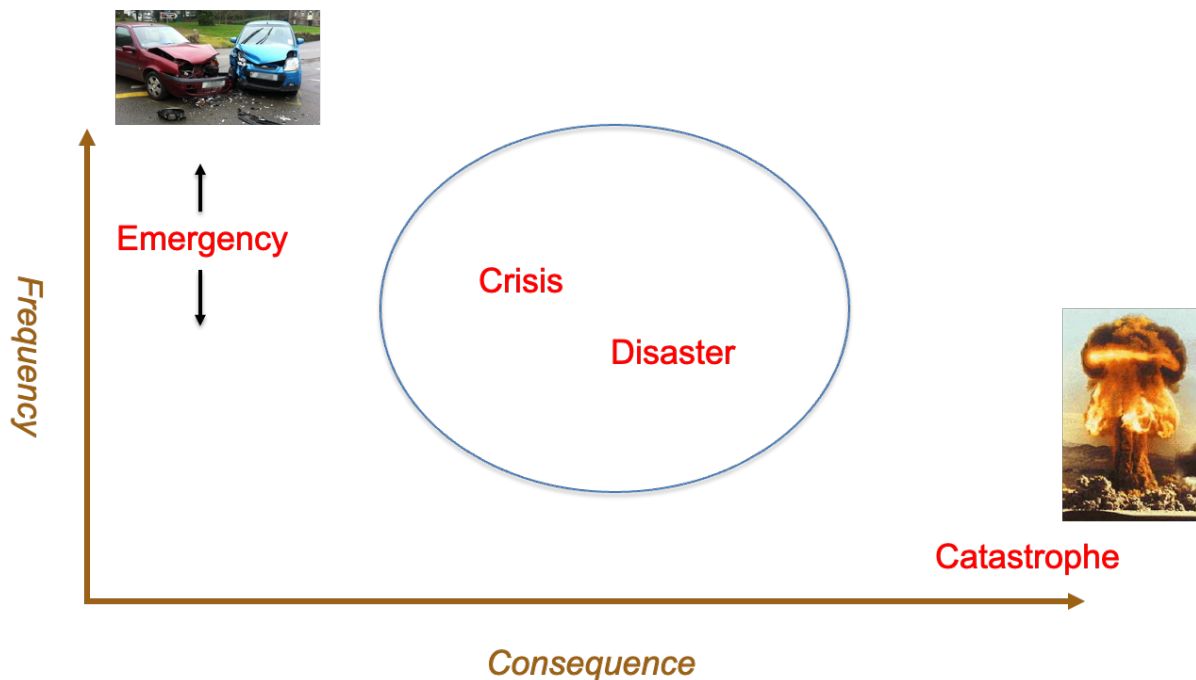 Emergency
Crisis
Disaster
Frequency
Catastrophe
Consequence